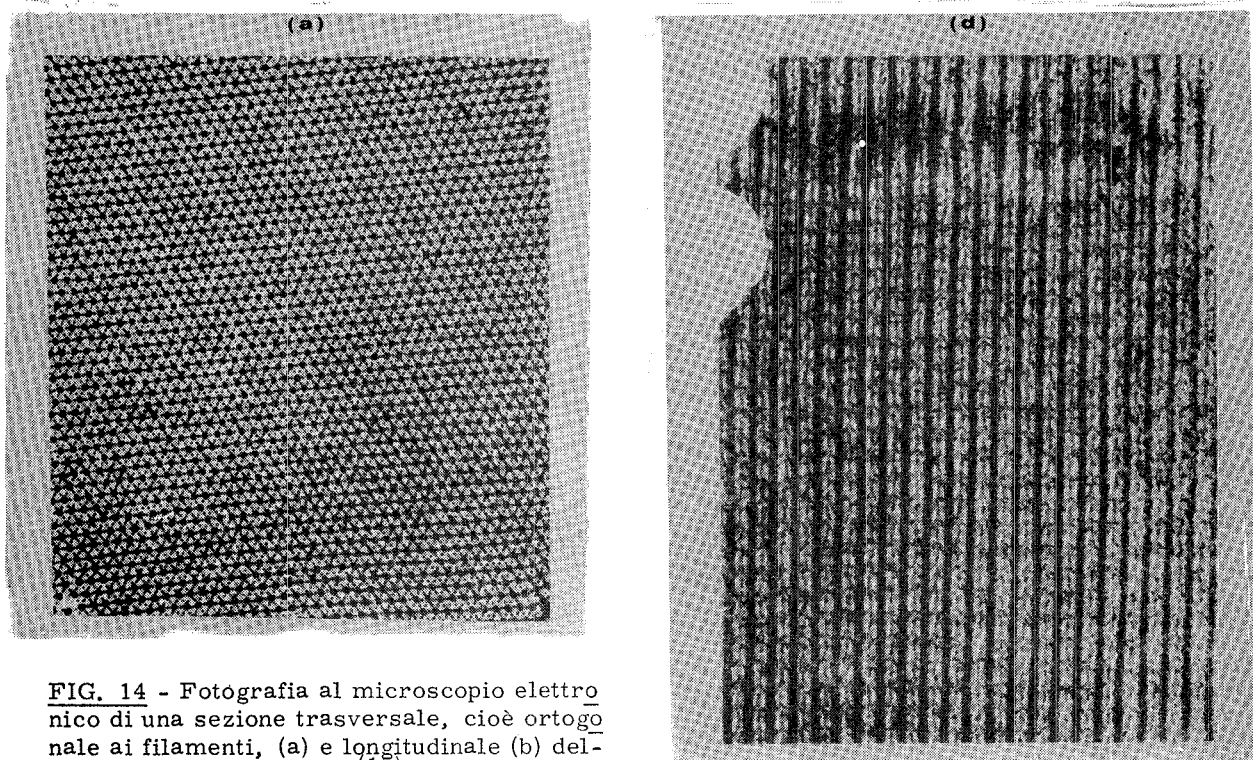 (a)
(d)
FIG. 14 - Fotografia al microscopio elettro
nico di una sezione trasversale, cioè ortogo
nale ai filamenti, (a) e longitudinale (b) del-